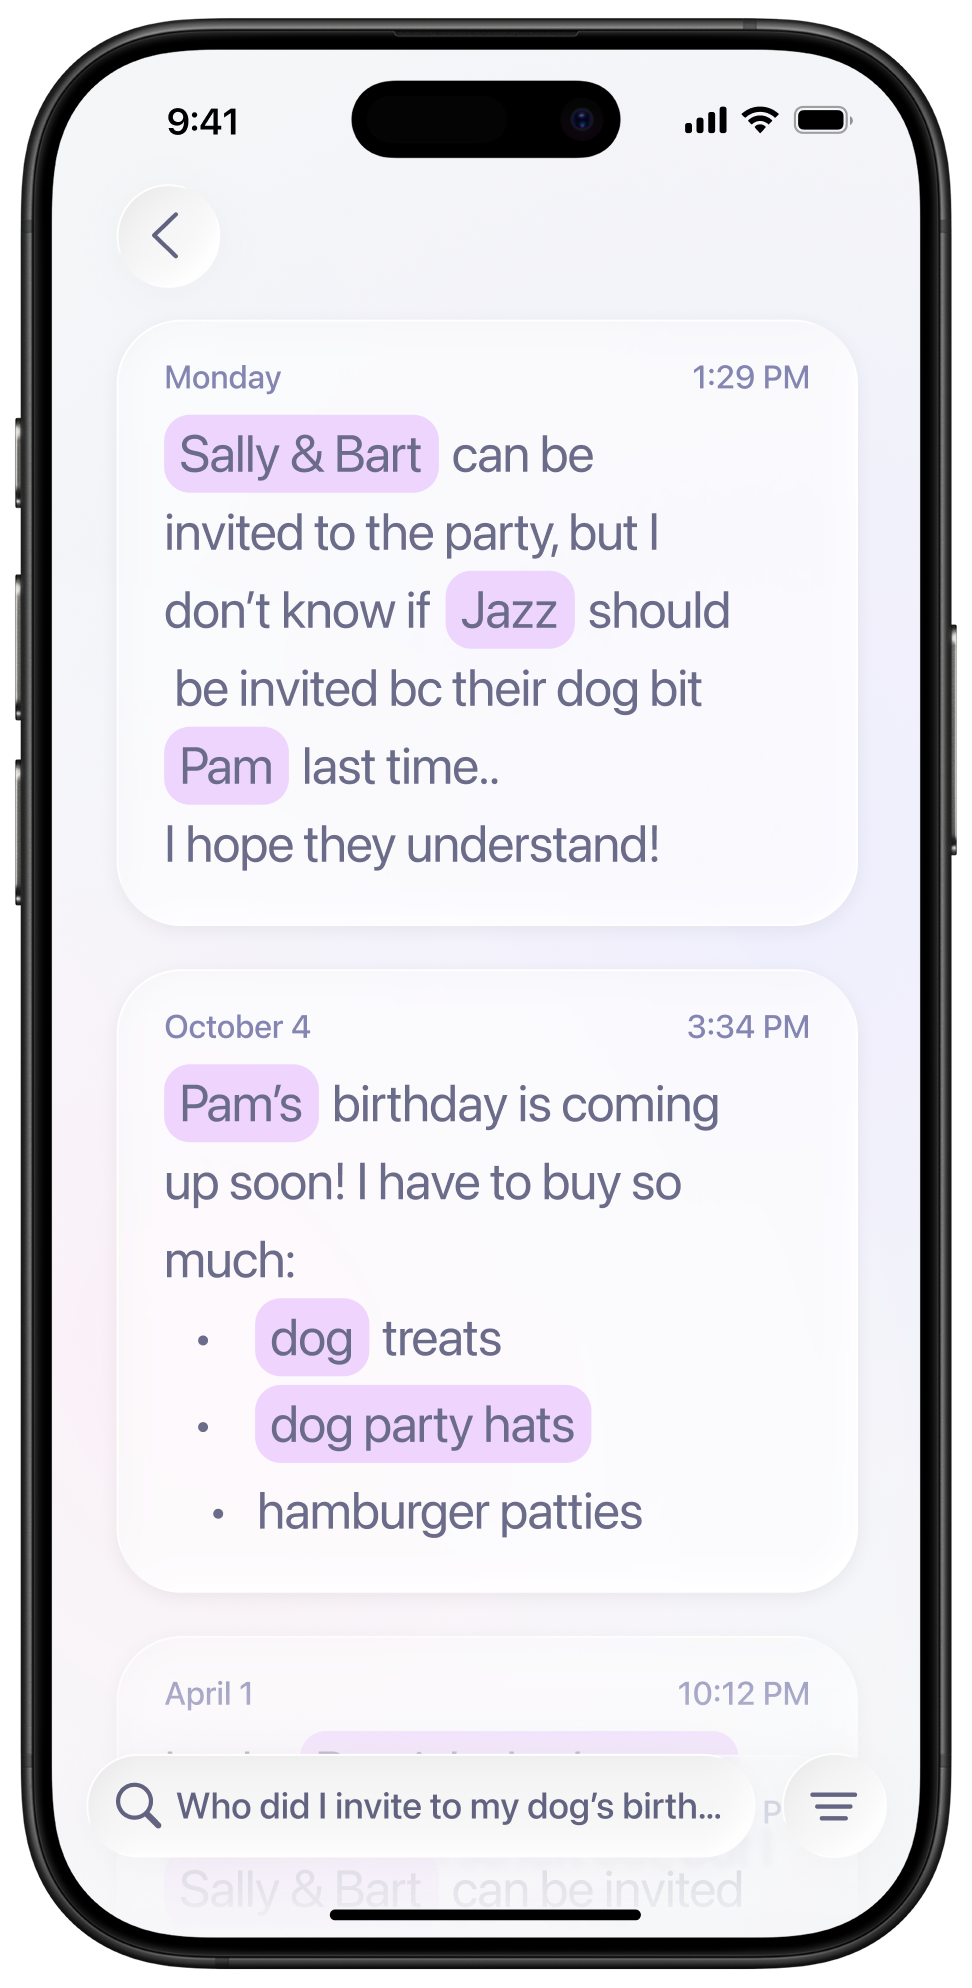 9:41
Monday 1:29 PM
Sally & Bart can be
invited to the party, but I
don’t know if Jazz should
be invited bc their dog bit
Pam last time..
I hope they understand!
October 4 3:34 PM
Pam’s birthday is coming
up soon! I have to buy so
much:
• dog treats
• dog party hats
• hamburger patties
April 1 10:12 PM
Who did I invite to my dog’s birth...
Sally & Bart can be invited